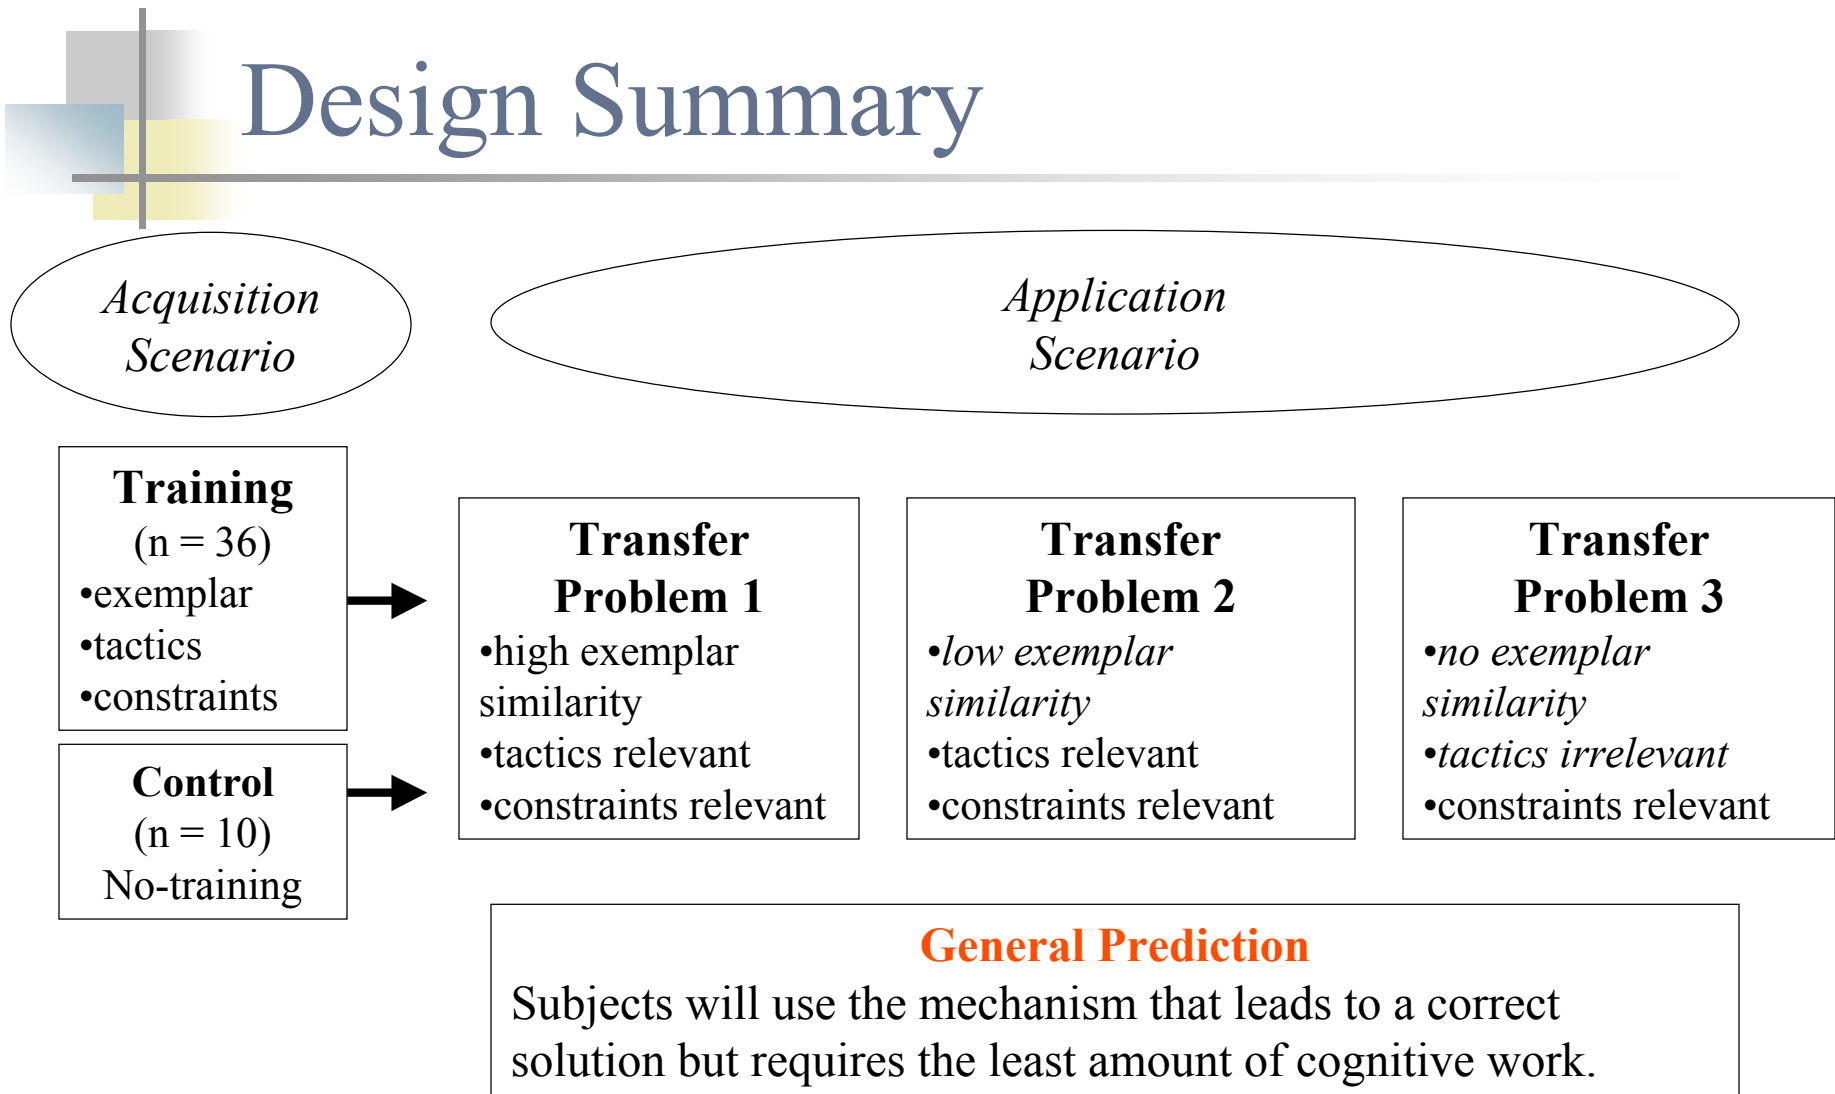 Design Summary
Acquisition
Scenario
Application
Scenario
Training
(n = 36)
•exemplar
•tactics
•constraints
Control
(n = 10)
No-training
Transfer
Problem 1
•high exemplar
similarity
•tactics relevant
•constraints relevant
Transfer
Problem 2
•low exemplar
similarity
•tactics relevant
•constraints relevant
Transfer
Problem 3
•no exemplar
similarity
•tactics irrelevant
•constraints relevant
General Prediction
Subjects will use the mechanism that leads to a correct
solution but requires the least amount of cognitive work.